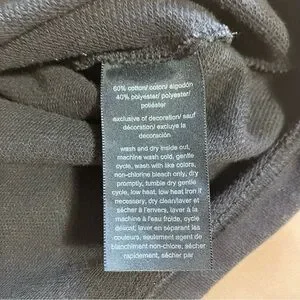 60% cotton/ coton/ algodón
40% polyester/ polyester/
poliéster
exclusive of decoration/ sauf
décoration/ excluye la
decoración
wash and dry inside out,
machine wash cold, gentle
cycle, wash with like colors,
non-chlorine bleach only, dry
promptly, tumble dry gentle
cycle, low heat, low heat iron if
necessary, dry clean/laver et
sécher à l'envers, laver à la
machine à l'eau froide, cycle
délicat, laver en séparant les
couleurs, seulement agent de
blanchiment non-chlore, sécher
rapidement, sécher par